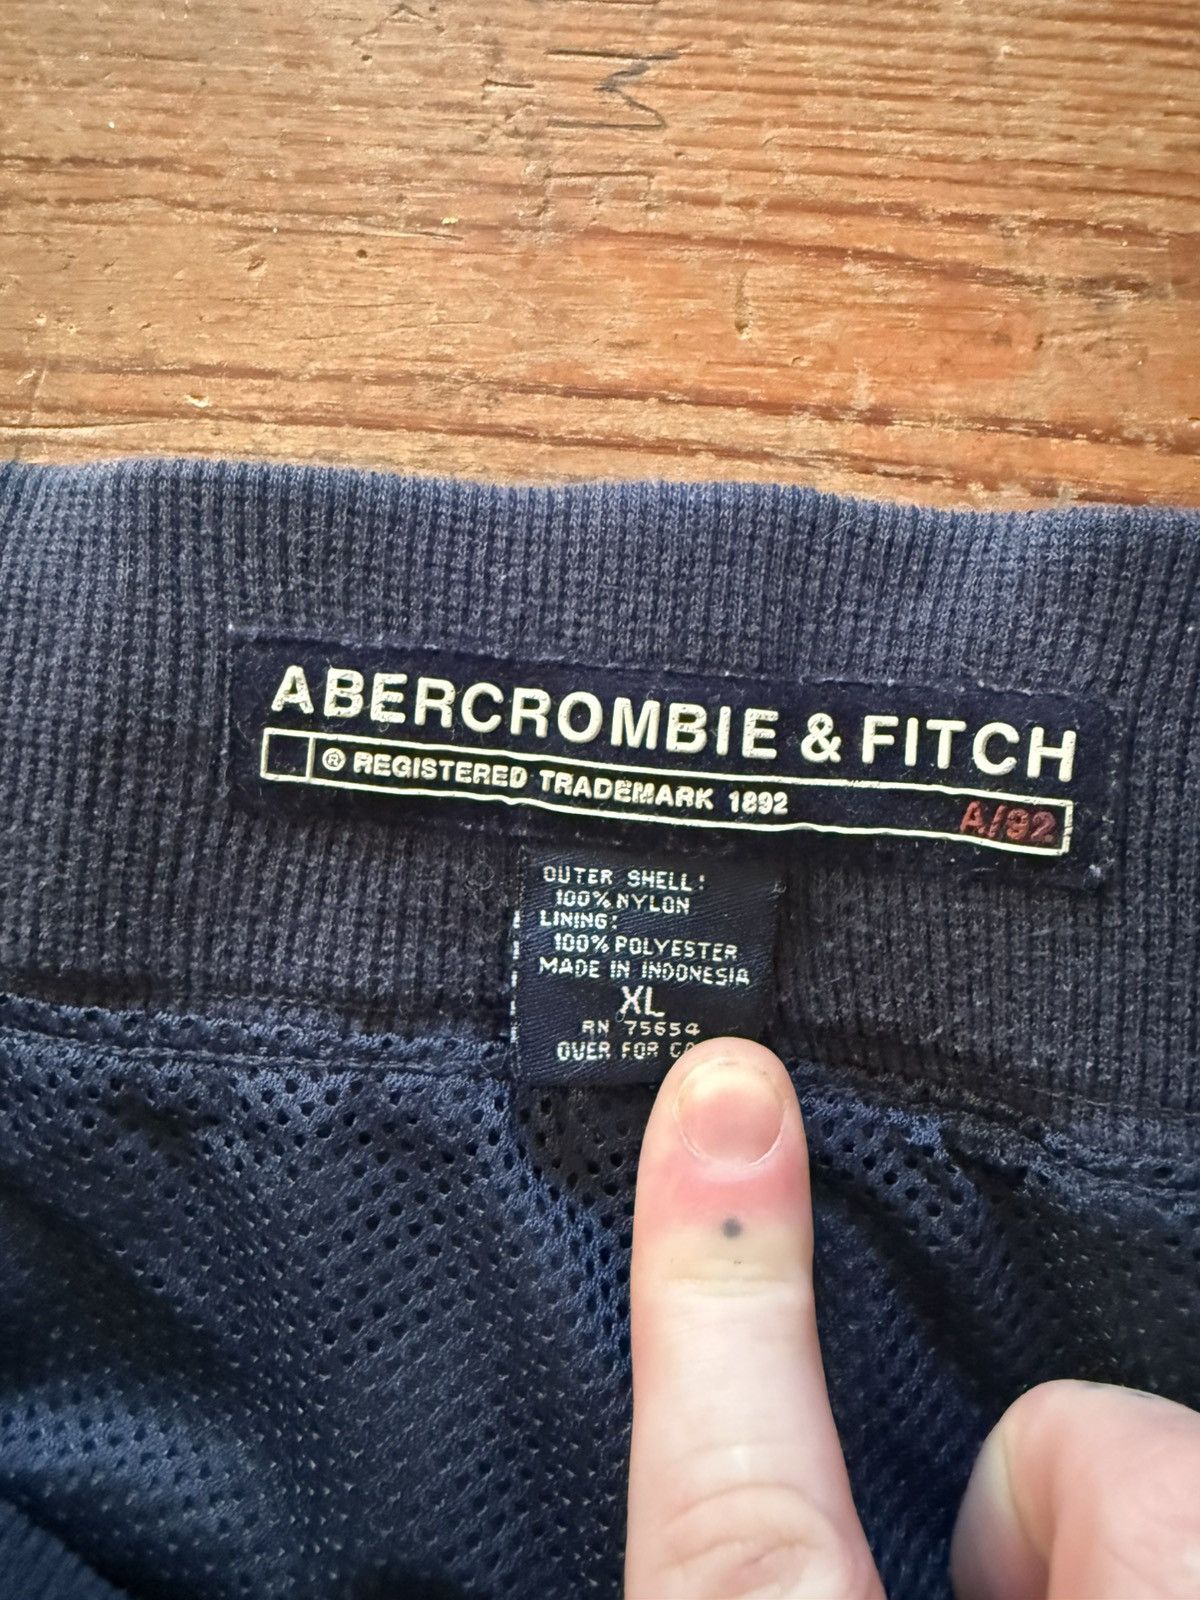 ABERCROMBIE & FITCH
® REGISTERED TRADEMARK 1892 A/92
OUTER SHELL:
100% NYLON
LINING:
100% POLYESTER
MADE IN INDONESIA
XL
RN 75654
OVER FOR